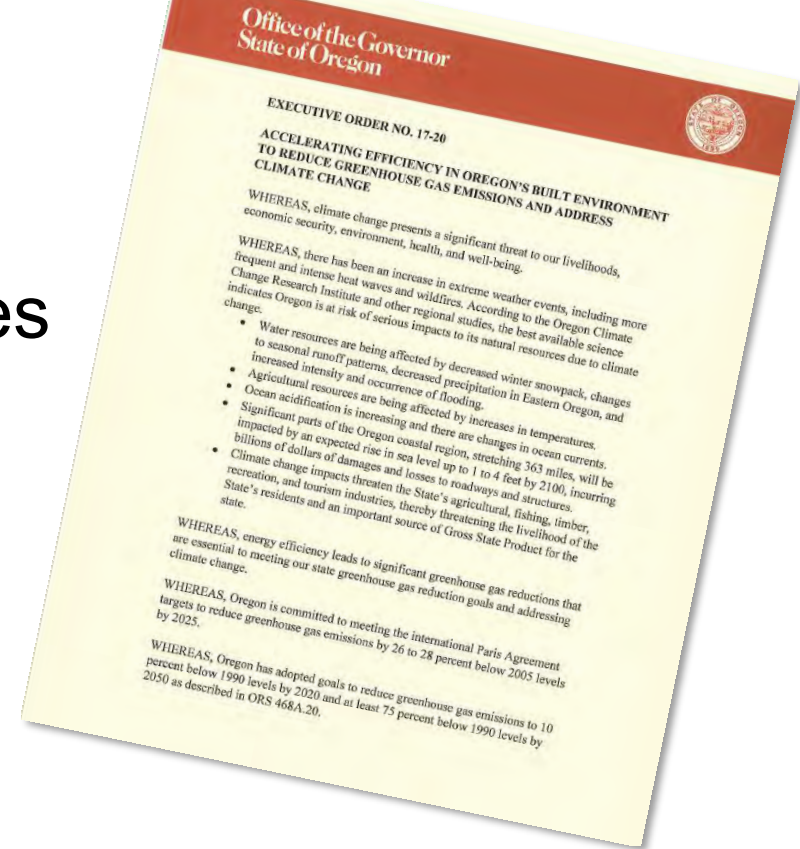 Office of the Governor
State of Oregon
EXECUTIVE ORDER NO. 17-20
ACCELERATING EFFICIENCY IN OREGON'S BUILT ENVIRONMENT
TO REDUCE GREENHOUSE GAS EMISSIONS AND ADDRESS
CLIMATE CHANGE
WHEREAS, climate change presents a significant threat to our livelihoods,
economic security, environment, health, and well-being.
WHEREAS, there has been an increase in extreme weather events, including more
frequent and intense heat waves and wildfires. According to the Oregon Climate
Change Research Institute and other regional studies, the best available science
indicates Oregon is at risk of serious impacts to its natural resources due to climate
change.
• Water resources are being affected by decreased winter snowpack, changes
to seasonal runoff patterns, decreased precipitation in Eastern Oregon, and
increased intensity and occurrence of flooding.
• Agricultural resources are being affected by increases in temperatures.
• Ocean acidification is increasing and there are changes in ocean currents.
• Significant parts of the Oregon coastal region, stretching 363 miles, will be
impacted by an expected rise in sea level up to 1 to 4 feet by 2100, incurring
billions of dollars of damages and losses to roadways and structures.
• Climate change impacts threaten the State's agricultural, fishing, timber,
recreation, and tourism industries, thereby threatening the livelihood of the
State's residents and an important source of Gross State Product for the
state.
WHEREAS, energy efficiency leads to significant greenhouse gas reductions that
are essential to meeting our state greenhouse gas reduction goals and addressing
climate change.
WHEREAS, Oregon is committed to meeting the international Paris Agreement
targets to reduce greenhouse gas emissions by 26 to 28 percent below 2005 levels
by 2025.
WHEREAS, Oregon has adopted goals to reduce greenhouse gas emissions to 10
percent below 1990 levels by 2020 and at least 75 percent below 1990 levels by
2050 as described in ORS 468A.20.
es